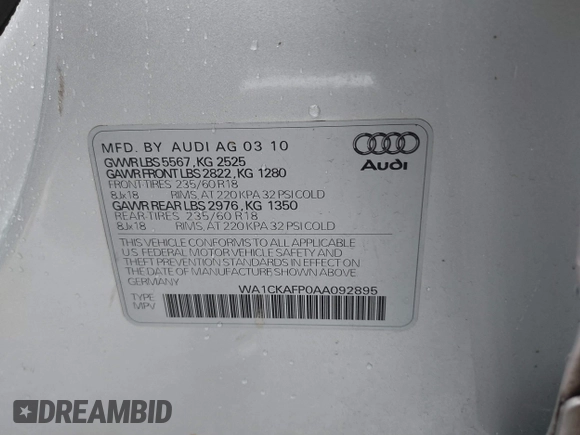 MFD. BY AUDI AG 03 10
GVWR LBS 5567, KG 2525
GAWR FRONT LBS 2822, KG 1280
FRONT-TIRES 235/60 R18
8Jx18 RIMS, AT 220 KPA 32 PSI COLD
GAWR REAR LBS 2976, KG 1350
REAR-TIRES 235/60 R18
8Jx18 RIMS, AT 220 KPA 32 PSI COLD
THIS VEHICLE CONFORMS TO ALL APPLICABLE
U.S. FEDERAL MOTOR VEHICLE SAFETY AND
THEFT PREVENTION STANDARDS IN EFFECT ON
THE DATE OF MANUFACTURE, SHOWN ABOVE.
GERMANY
WA1CKAFP0AA092895
TYPE
MPV
Audi
DREAMBID